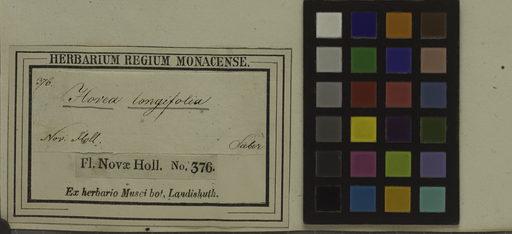 HERBARIUM REGIUM MONACENSE.
376.
Hovea longifolia
Nov. Holl. Sieber
Fl. Novæ Holl. No. 376.
Ex herbario Musei bot. Landishuth.